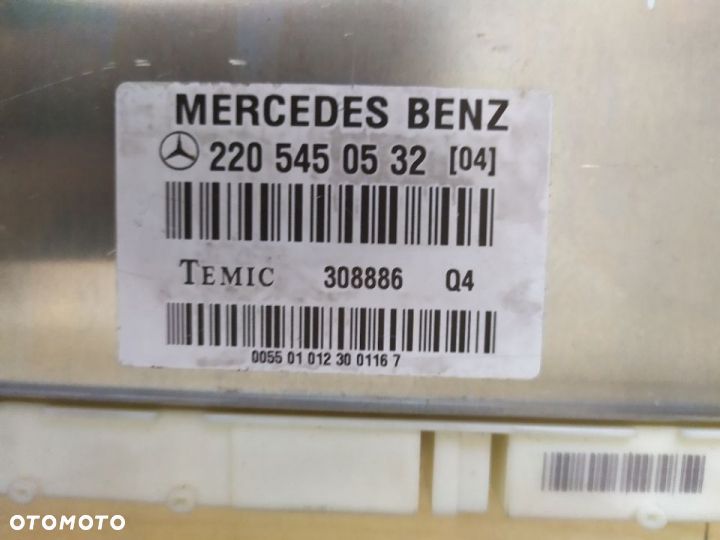 MERCEDES BENZ
220 545 05 32 [04]
TEMIC 308886 Q4
0055 01 012 30 0116 7
OTOMOTO